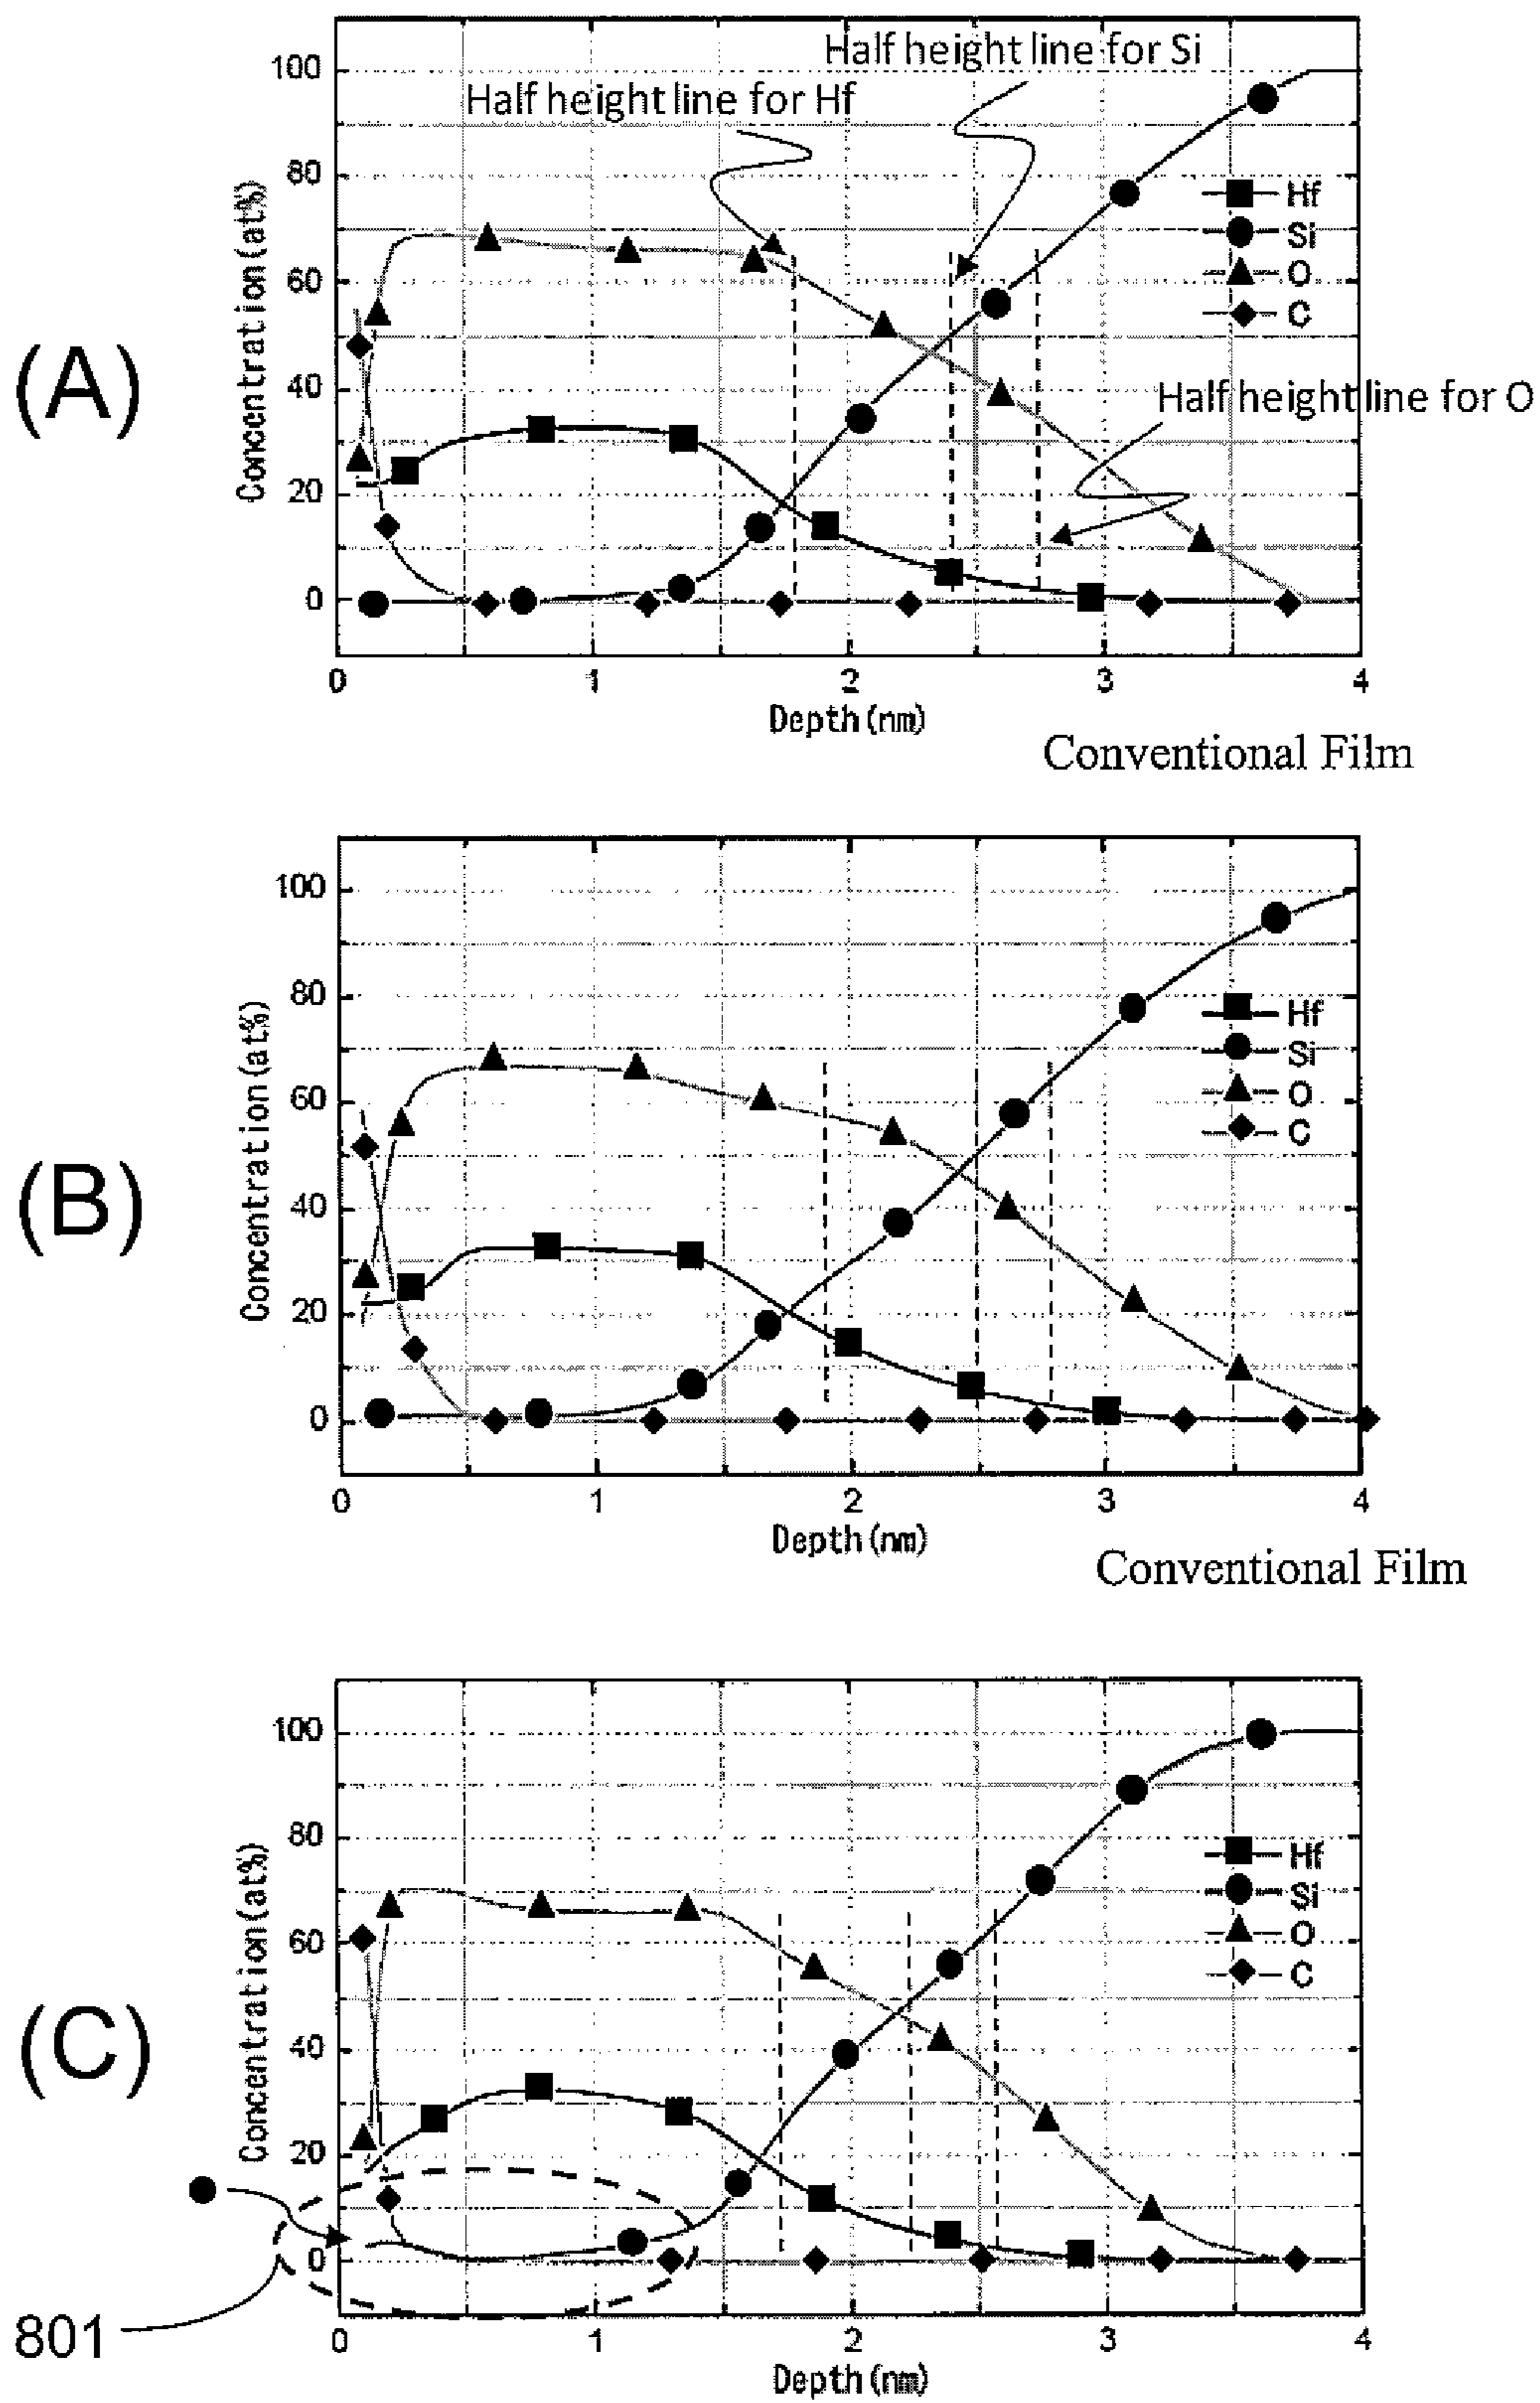 (A)
Half height line for Si
Half height line for Hf
Half height line for O
Concentration(at%)
100
80
60
40
20
0
Hf
Si
O
C
0 1 2 3 4
Depth(nm)
Conventional Film
(B)
Concentration(at%)
100
80
60
40
20
0
Hf
Si
O
C
0 1 2 3 4
Depth(nm)
Conventional Film
(C)
Concentration(at%)
100
80
60
40
20
0
Hf
Si
O
C
801
0 1 2 3 4
Depth(nm)